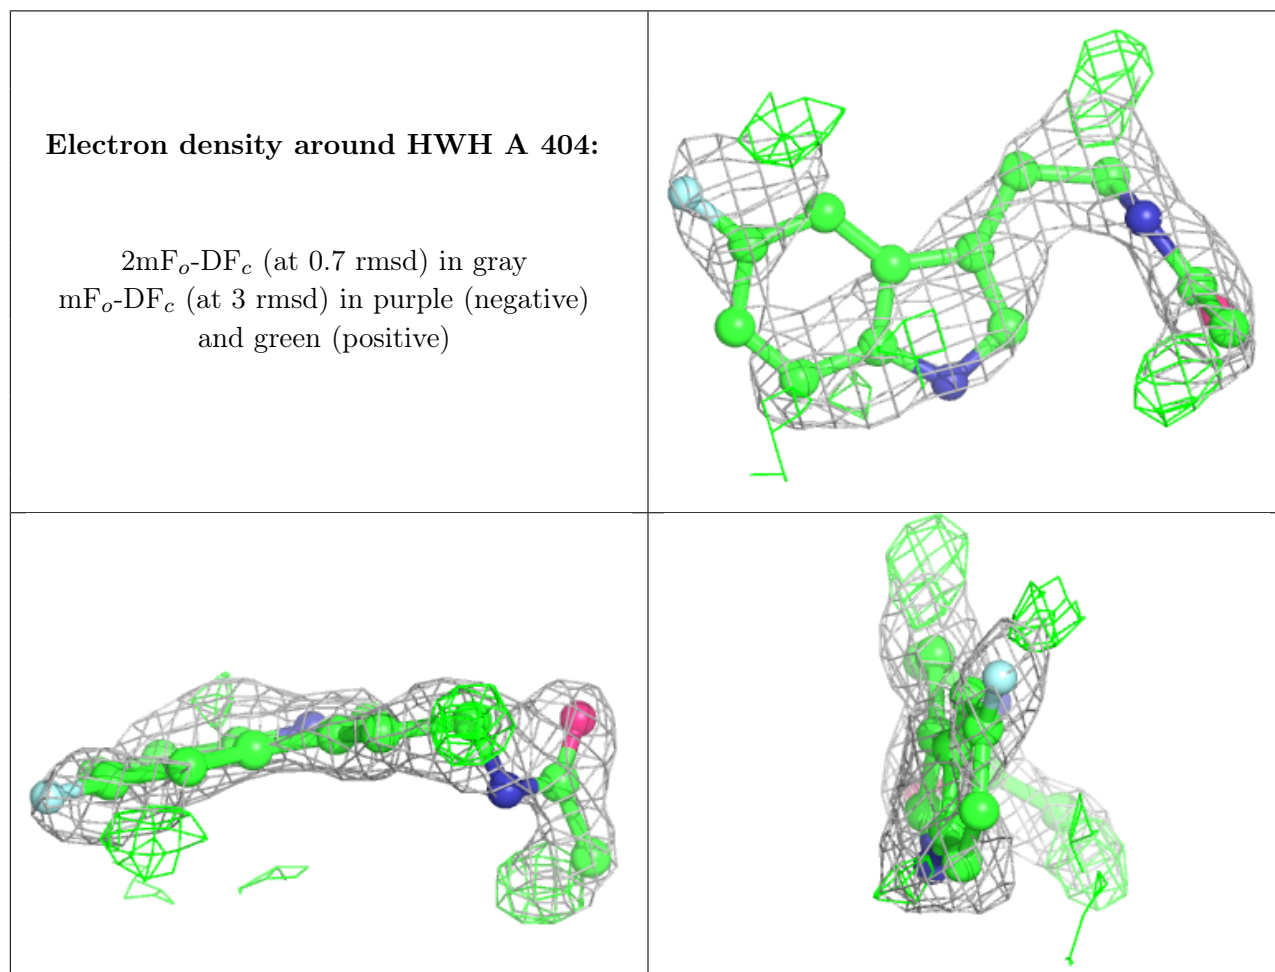 Electron density around HWH A 404:
2mFo-DFc (at 0.7 rmsd) in gray
mFo-DFc (at 3 rmsd) in purple (negative)
and green (positive)